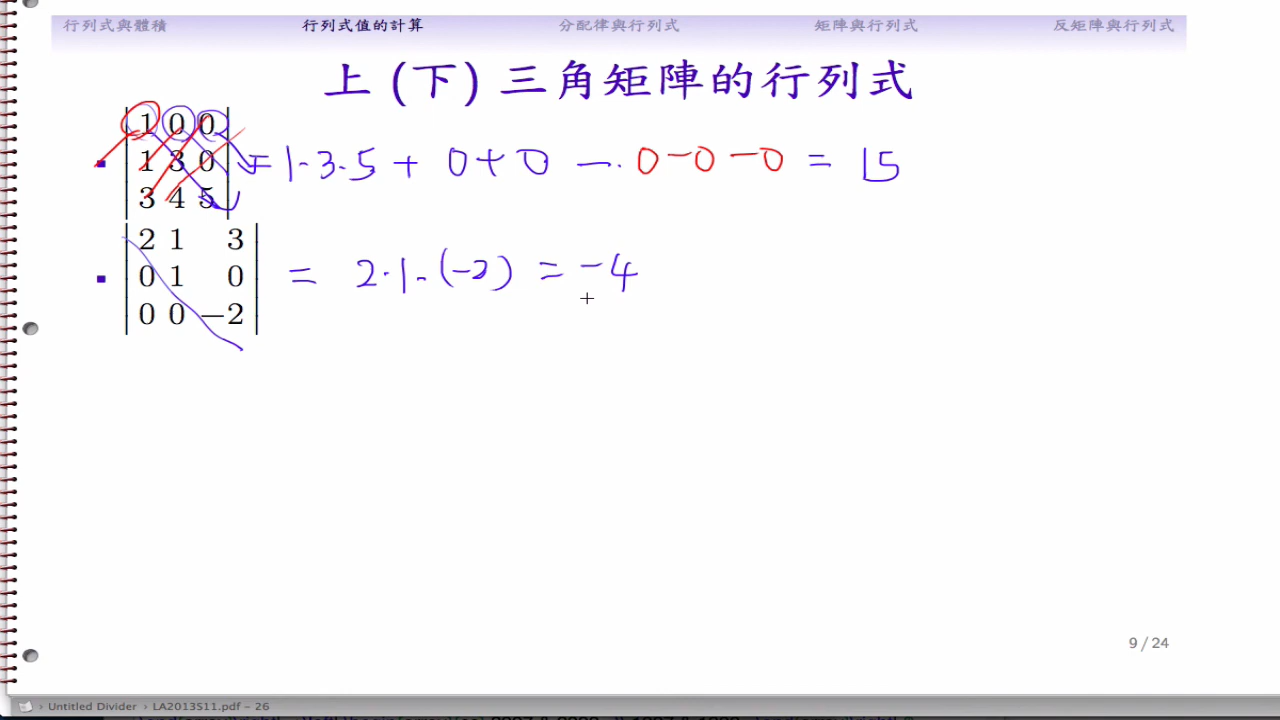 行列式與體積 行列式值的計算 分配律與行列式 矩陣與行列式 反矩陣與行列式
上 (下) 三角矩陣的行列式
1 0 0
1 3 0 = 1·3·5 + 0 + 0 - 0 - 0 - 0 = 15
3 4 5
2 1 3
0 1 0 = 2·1·(-2) = -4
0 0 −2
9 / 24
› Untitled Divider › LA2013S11.pdf - 26